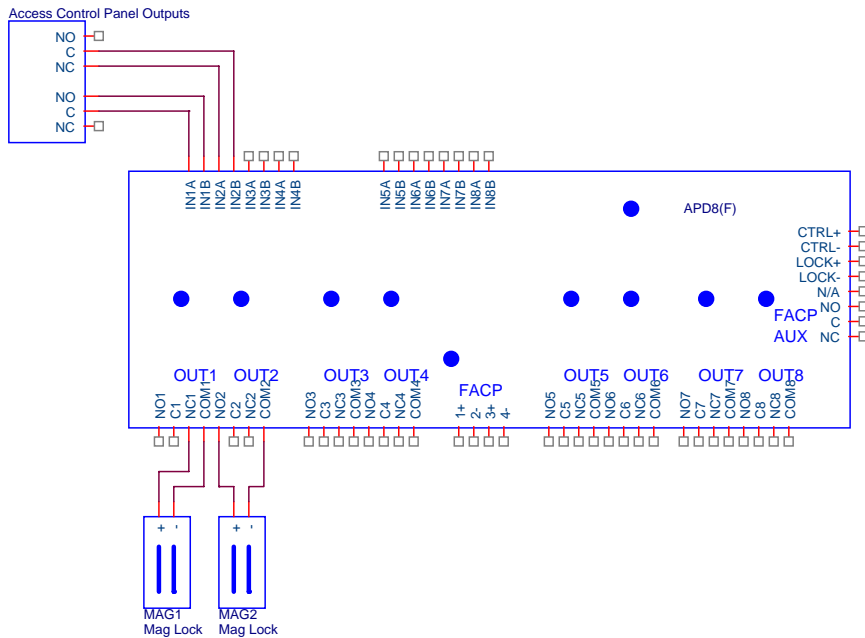 Access Control Panel Outputs
NO
C
NC
NO
C
NC
IN1A
IN1B
IN2A
IN2B
IN3A
IN3B
IN4A
IN4B
IN5A
IN5B
IN6A
IN6B
IN7A
IN7B
IN8A
IN8B
APD8(F)
CTRL+
CTRL-
LOCK+
LOCK-
N/A
NO
C
NC
FACP
AUX
OUT1
OUT2
OUT3
OUT4
FACP
OUT5
OUT6
OUT7
OUT8
NO1
C1
NC1
COM1
NO2
C2
NC2
COM2
NO3
C3
NC3
COM3
NO4
C4
NC4
COM4
1+
2-
3+
4-
NO5
C5
NC5
COM5
NO6
C6
NC6
COM6
NO7
C7
NC7
COM7
NO8
C8
NC8
COM8
+
-
+
-
MAG1
Mag Lock
MAG2
Mag Lock